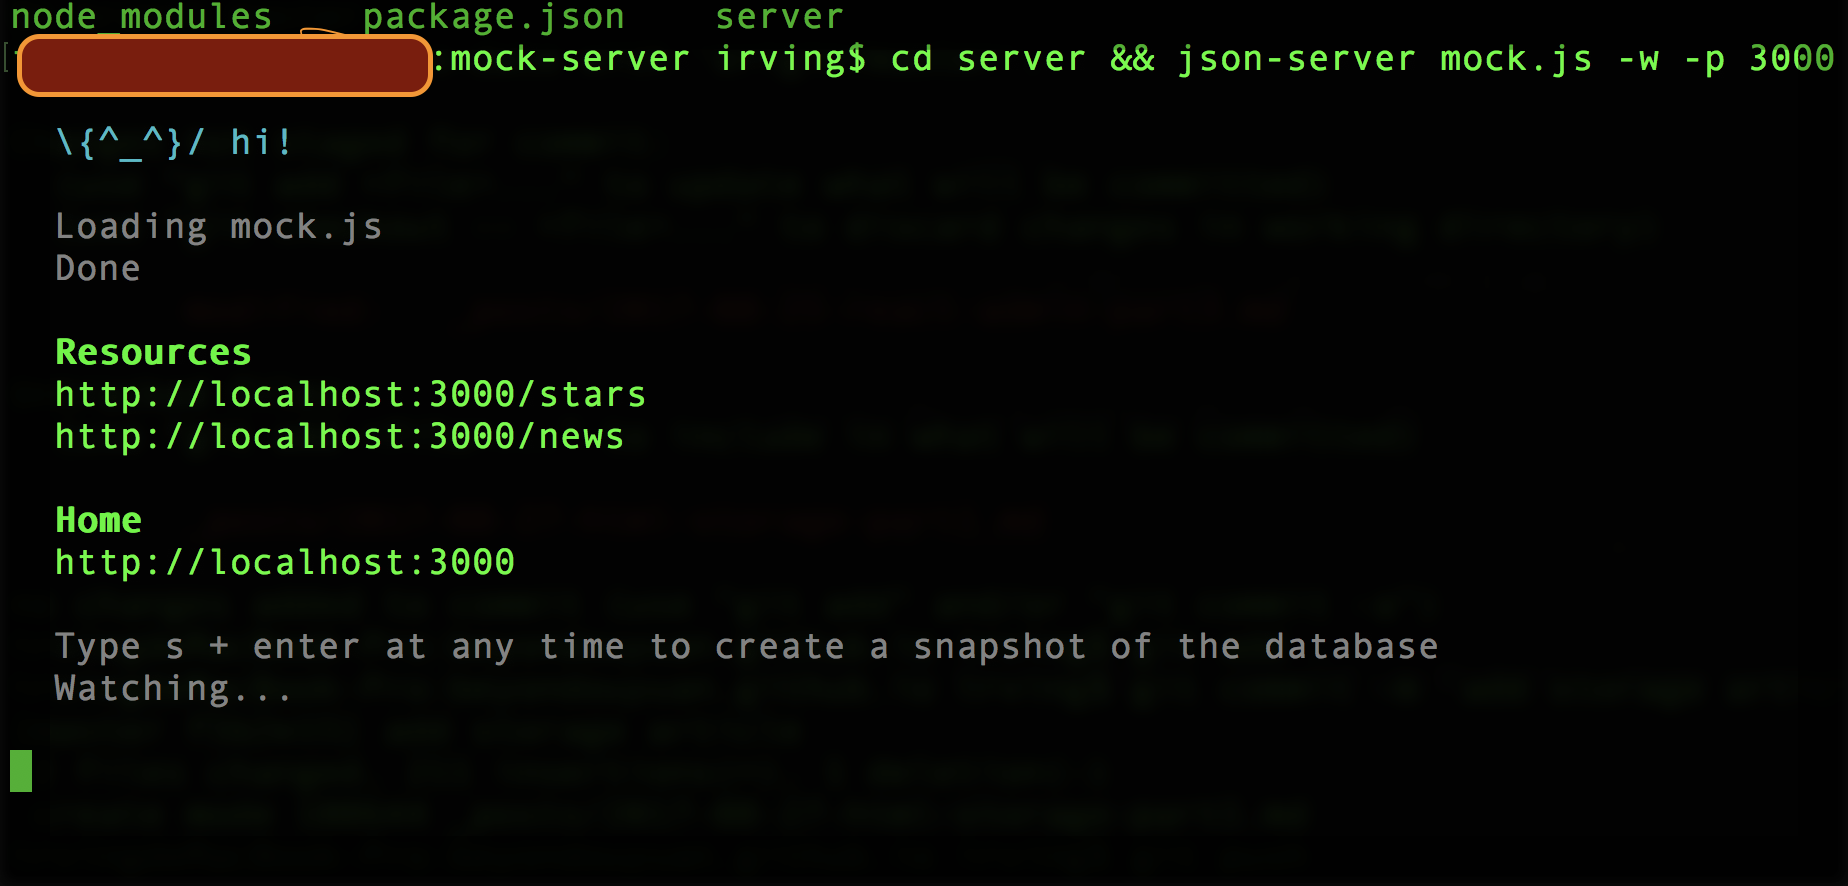 node_modules package.json server
:mock-server irving$ cd server && json-server mock.js -w -p 3000
\{^_^}/ hi!
Loading mock.js
Done
Resources
http://localhost:3000/stars
http://localhost:3000/news
Home
http://localhost:3000
Type s + enter at any time to create a snapshot of the database
Watching...